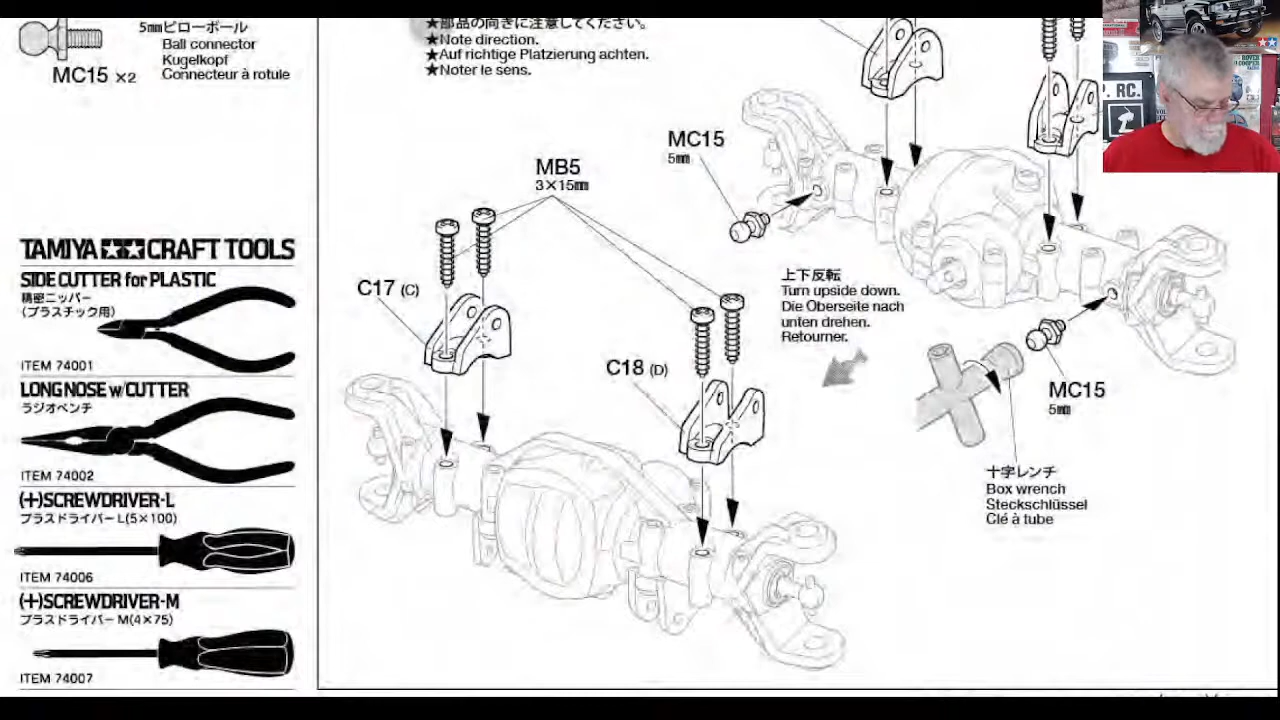 5mmピローボール
Ball connector
Kugelkopf
Connecteur à rotule
MC15 ×2
★部品の向きに注意してください。
★Note direction.
★Auf richtige Platzierung achten.
★Noter le sens.
MC15
5mm
MB5
3×15mm
C17 (C)
C18 (D)
上下反転
Turn upside down.
Die Oberseite nach
unten drehen.
Retourner.
MC15
5mm
十字レンチ
Box wrench
Steckschlüssel
Clé à tube
TAMIYA CRAFT TOOLS
SIDE CUTTER for PLASTIC
精密ニッパー
(プラスチック用)
ITEM 74001
LONG NOSE w/CUTTER
ラジオペンチ
ITEM 74002
(+)SCREWDRIVER-L
プラスドライバーL(5×100)
ITEM 74006
(+)SCREWDRIVER-M
プラスドライバーM(4×75)
ITEM 74007
P. RC.